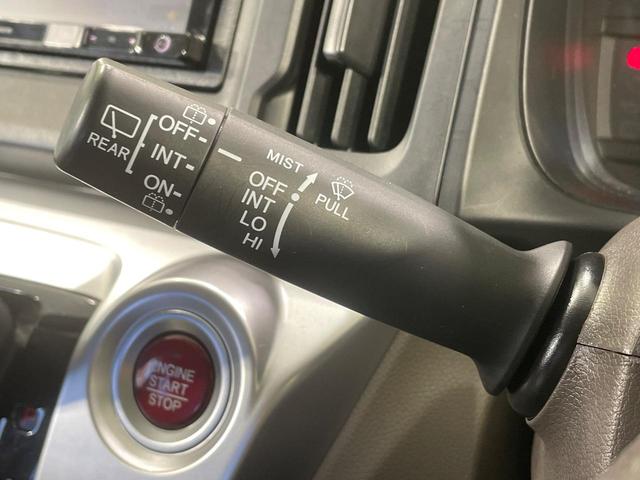 REAR
OFF
INT
ON
MIST
OFF
INT
LO
HI
PULL
ENGINE
START
STOP